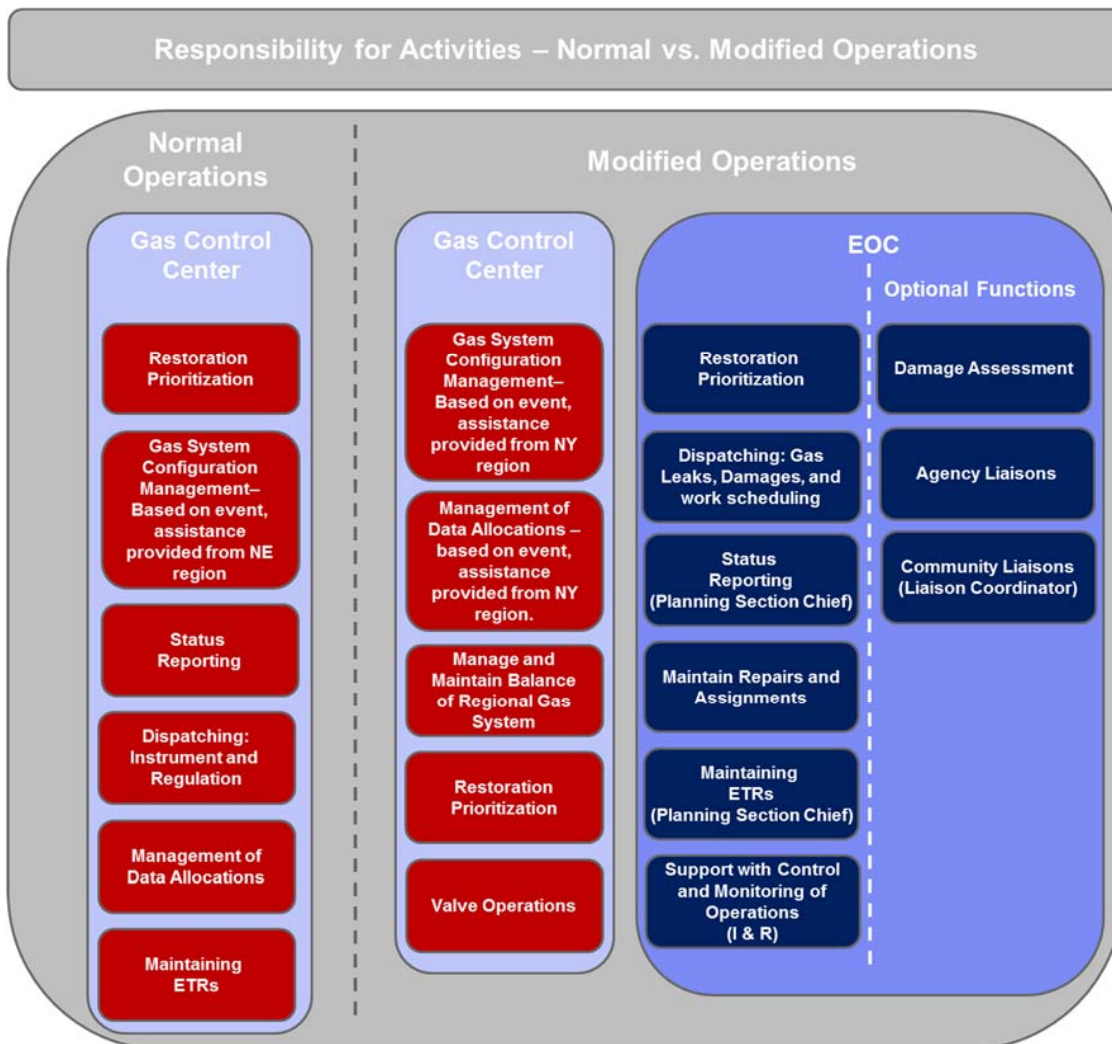 Responsibility for Activities – Normal vs. Modified Operations
Normal
Operations
Gas Control
Center
Restoration
Prioritization
Gas System
Configuration
Management–
Based on event,
assistance
provided from NE
region
Status
Reporting
Dispatching:
Instrument and
Regulation
Management of
Data Allocations
Maintaining
ETRs
Modified Operations
Gas Control
Center
Gas System
Configuration
Management–
Based on event,
assistance
provided from NY
region
Management of
Data Allocations –
based on event,
assistance
provided from NY
region.
Manage and
Maintain Balance
of Regional Gas
System
Restoration
Prioritization
Valve Operations
EOC
Restoration
Prioritization
Dispatching: Gas
Leaks, Damages, and
work scheduling
Status
Reporting
(Planning Section Chief)
Maintain Repairs and
Assignments
Maintaining
ETRs
(Planning Section Chief)
Support with Control
and Monitoring of
Operations
(I & R)
Optional Functions
Damage Assessment
Agency Liaisons
Community Liaisons
(Liaison Coordinator)